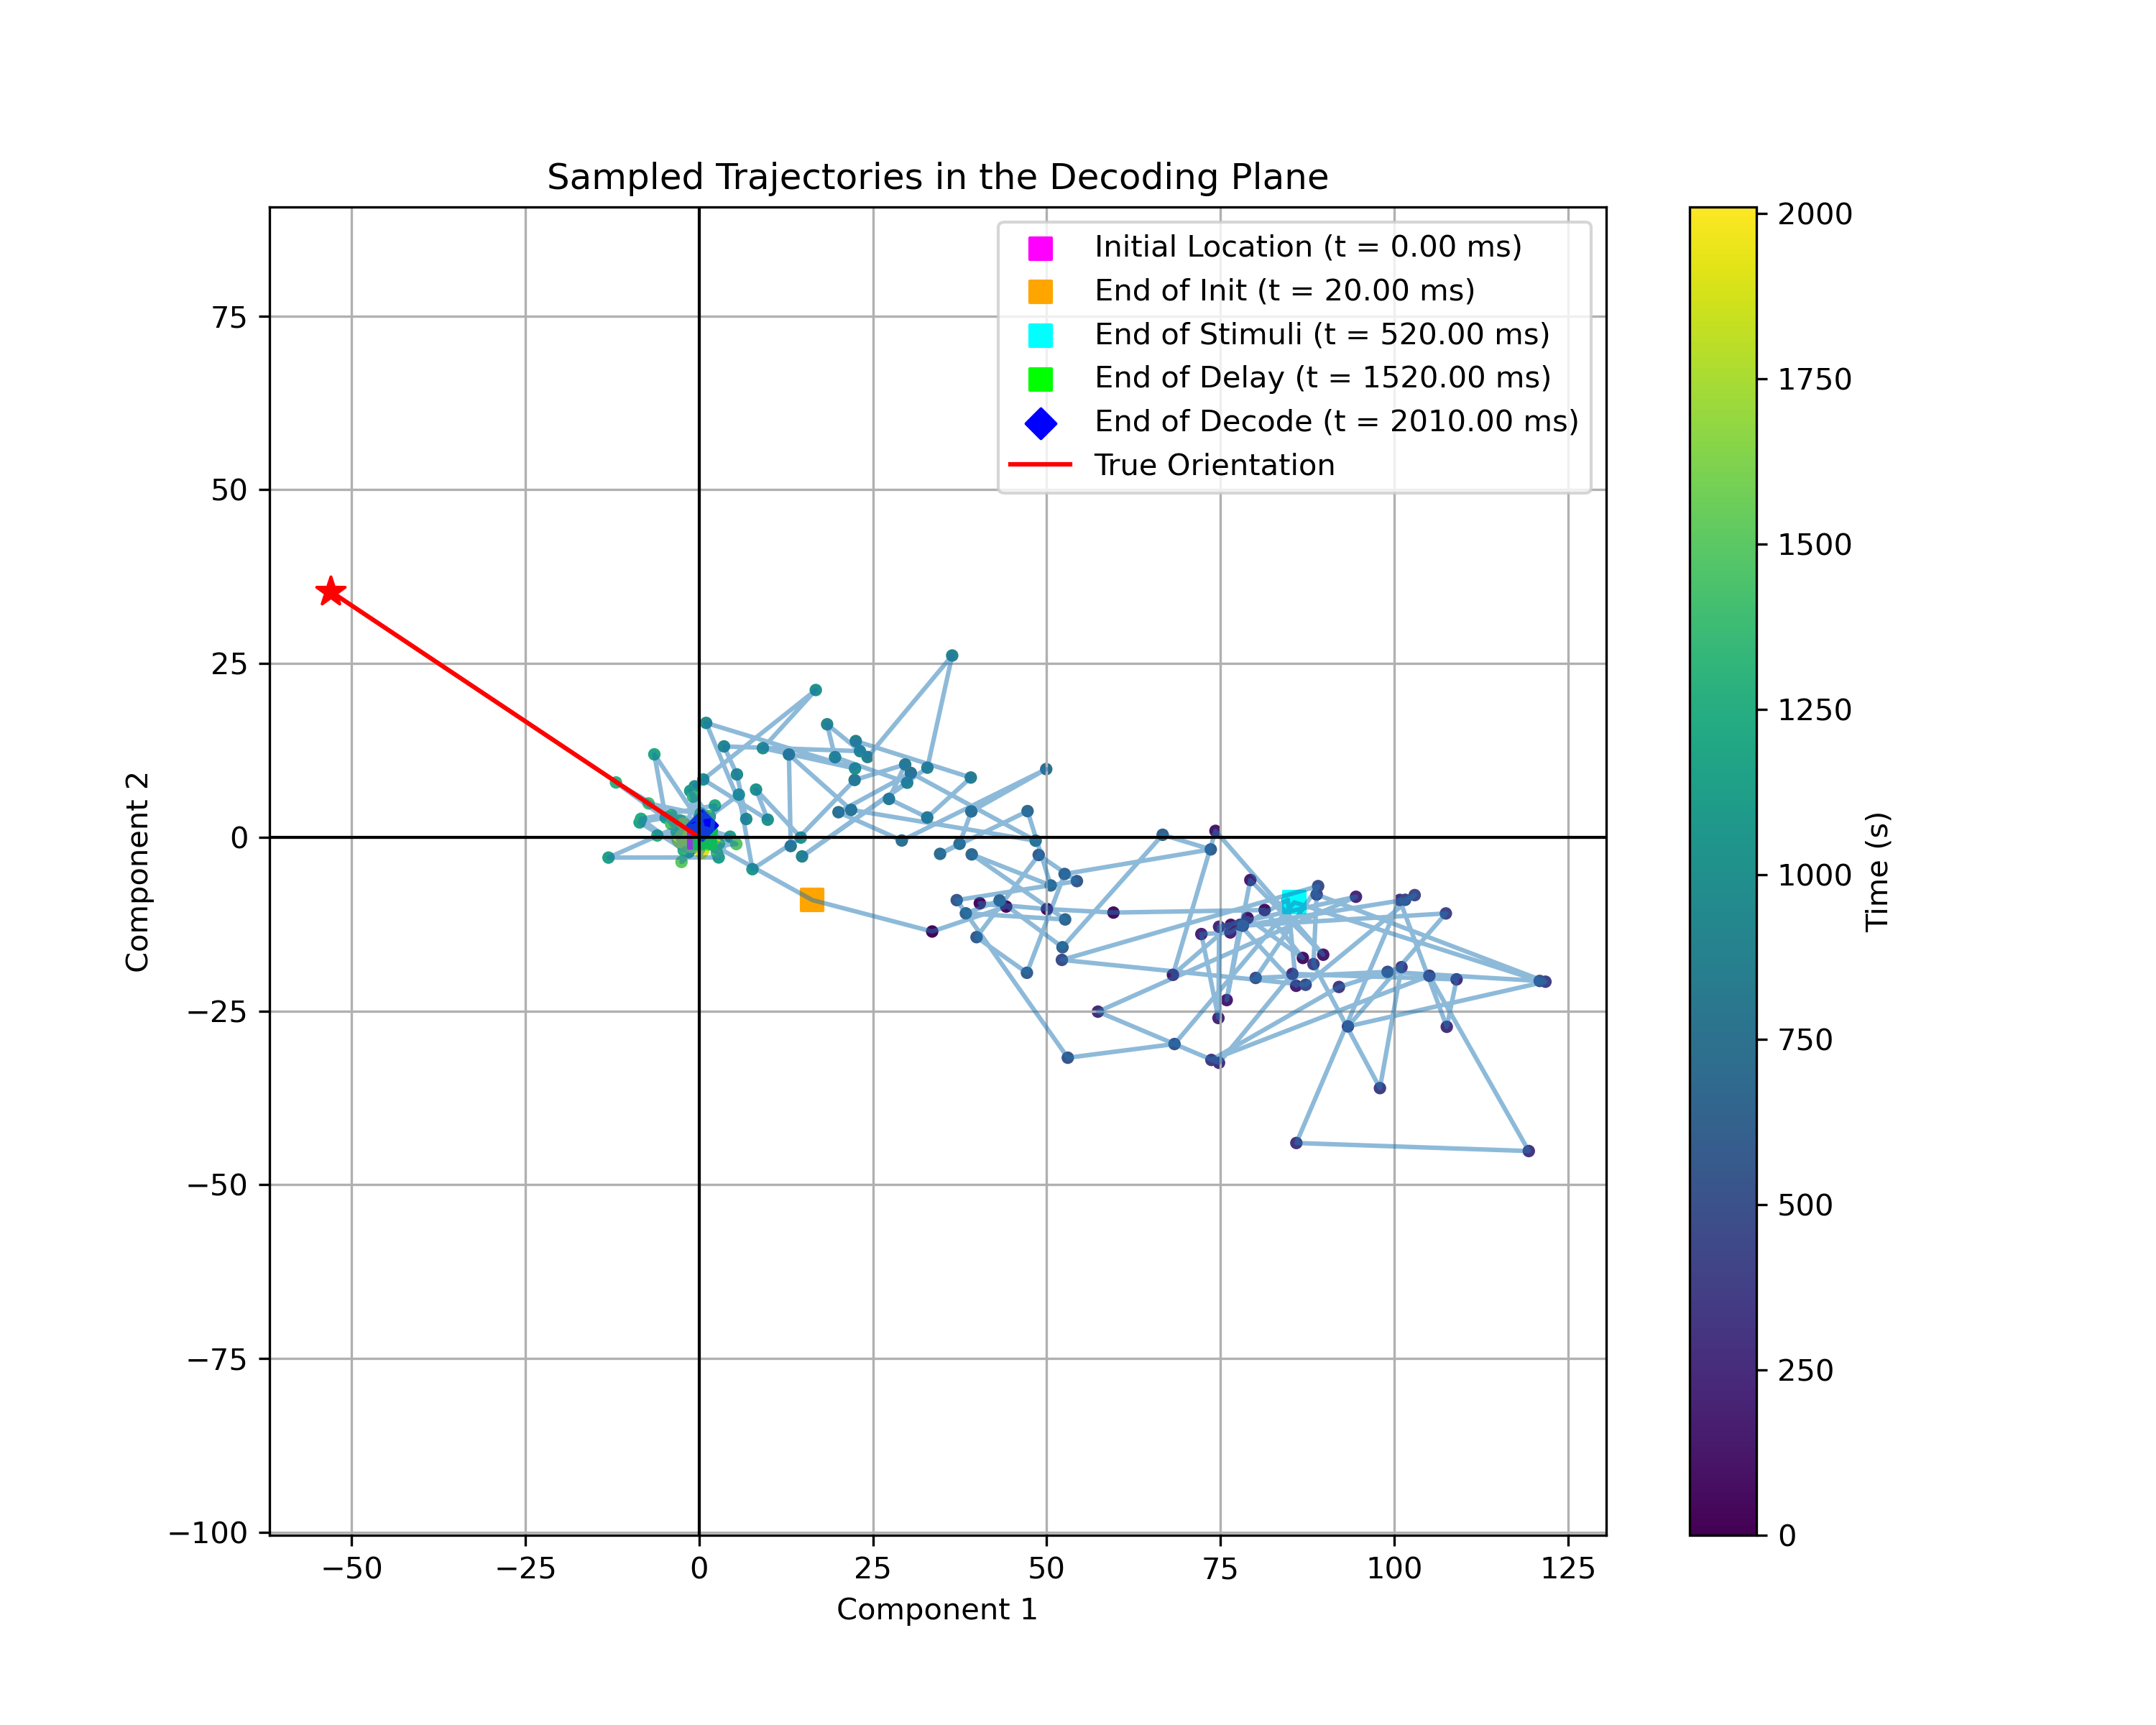 Sampled Trajectories in the Decoding Plane
Initial Location (t = 0.00 ms)
End of Init (t = 20.00 ms)
End of Stimuli (t = 520.00 ms)
End of Delay (t = 1520.00 ms)
End of Decode (t = 2010.00 ms)
True Orientation
75
50
25
0
−25
−50
−75
−100
Component 2
−50
−25
0
25
50
75
100
125
Component 1
2000
1750
1500
1250
1000
750
500
250
0
Time (s)